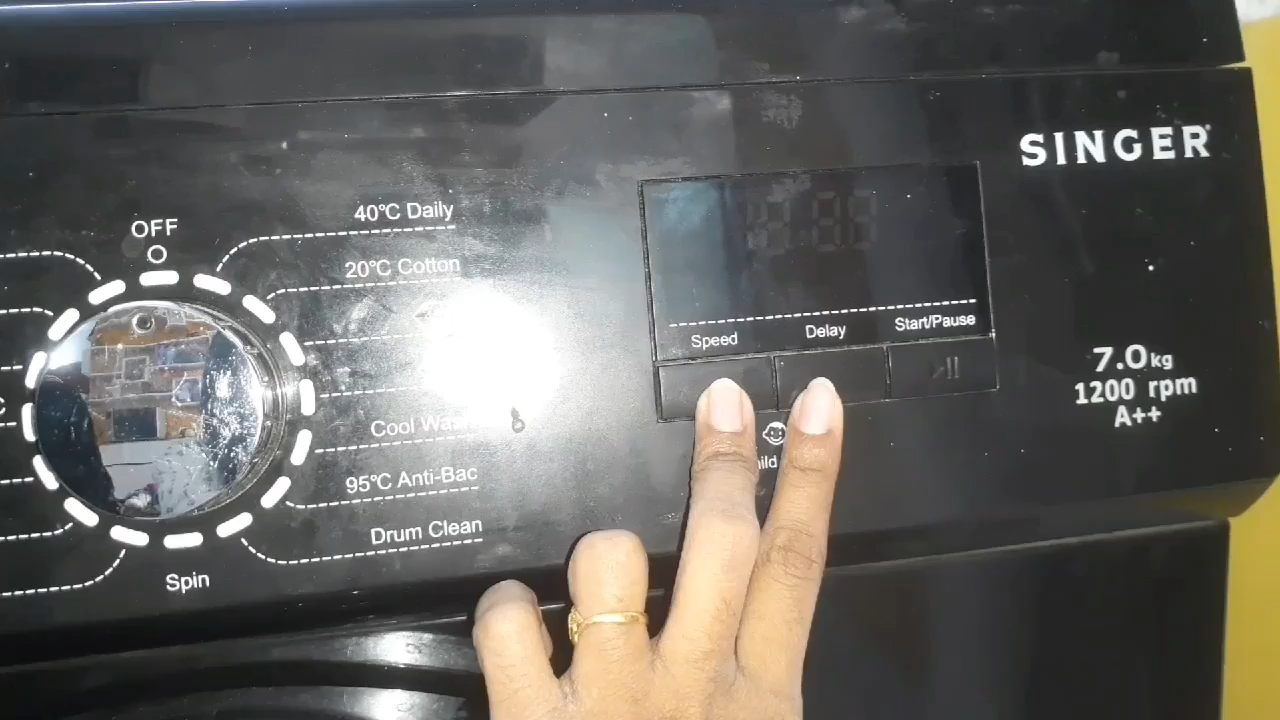 SINGER
OFF
40°C Daily
20°C Cotton
Speed
Delay
Start/Pause
7.0kg
1200 rpm
A++
Cool Wash
95°C Anti-Bac
Drum Clean
Spin